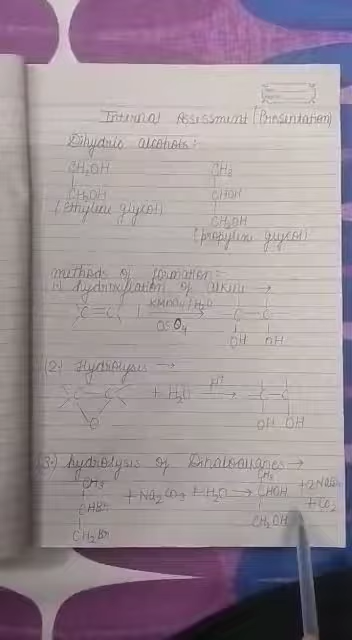 Internal Assessment (Presentation)
Dihydric alcohols:
CH2OH CH3
CH2OH CHOH
(ethylene glycol) CH2OH
(propylene glycol)
methods of formation:-
1) hydroxylation of alkene →
C=C KMnO4/H2O → C-C
OSO4 OH OH
(2.) Hydrolysis →
C C + H2O H+ → C-C
O OH OH
(3.) hydrolysis of Dihaloalkanes →
CH3 CH3
CHBr + Na2CO3 + H2O → CHOH +2NaBr
CH2Br CH2OH +CO2